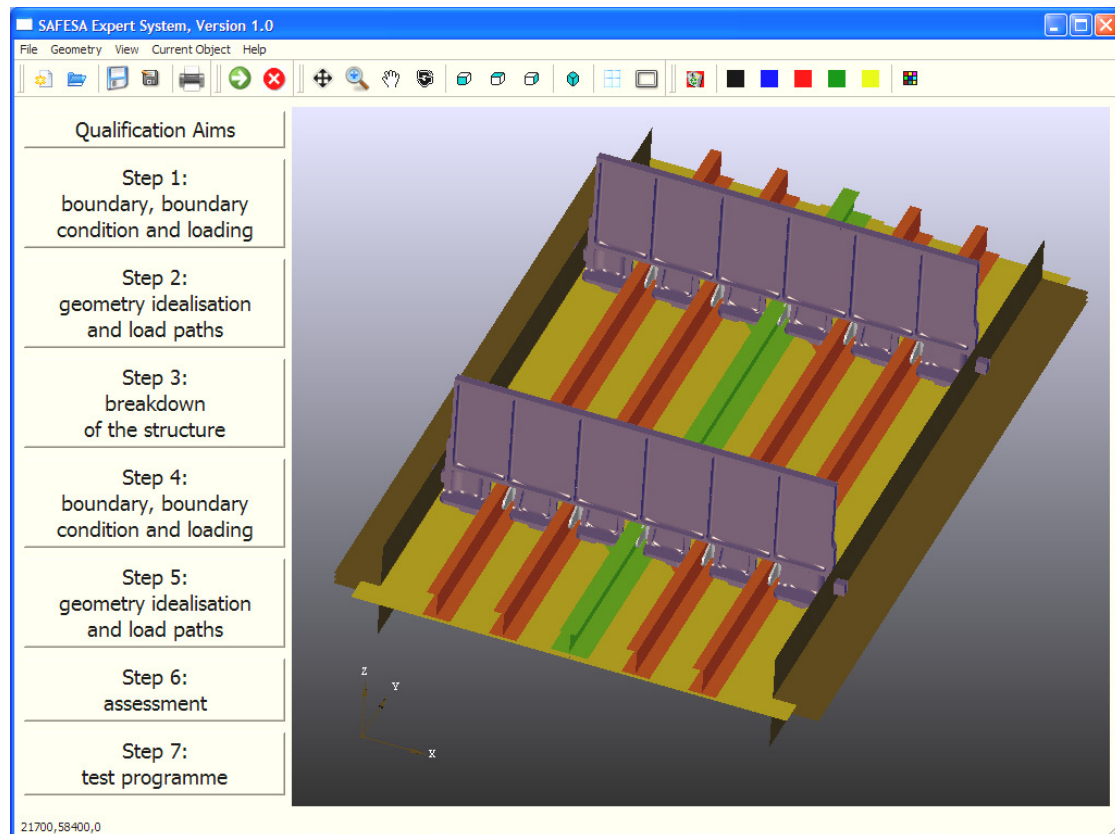 SAFESA Expert System, Version 1.0
File Geometry View Current Object Help
Qualification Aims
Step 1:
boundary, boundary
condition and loading
Step 2:
geometry idealisation
and load paths
Step 3:
breakdown
of the structure
Step 4:
boundary, boundary
condition and loading
Step 5:
geometry idealisation
and load paths
Step 6:
assessment
Step 7:
test programme
Z
Y
X
21700,58400,0